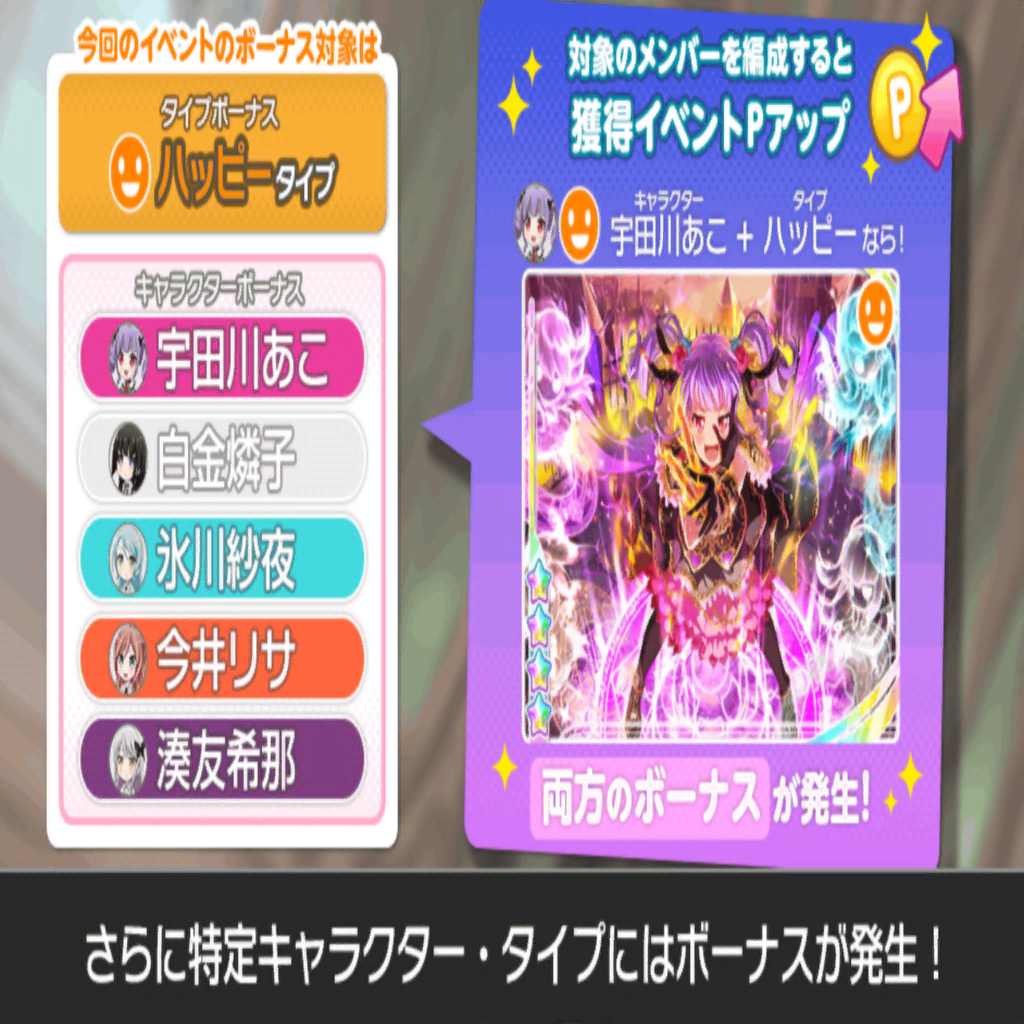 今回のイベントのボーナス対象は
タイプボーナス
ハッピータイプ
キャラクターボーナス
宇田川あこ
白金燐子
氷川紗夜
今井リサ
湊友希那
対象のメンバーを編成すると
獲得イベントPアップ
P
キャラクター タイプ
宇田川あこ + ハッピーなら!
両方のボーナスが発生!
さらに特定キャラクター・タイプにはボーナスが発生！